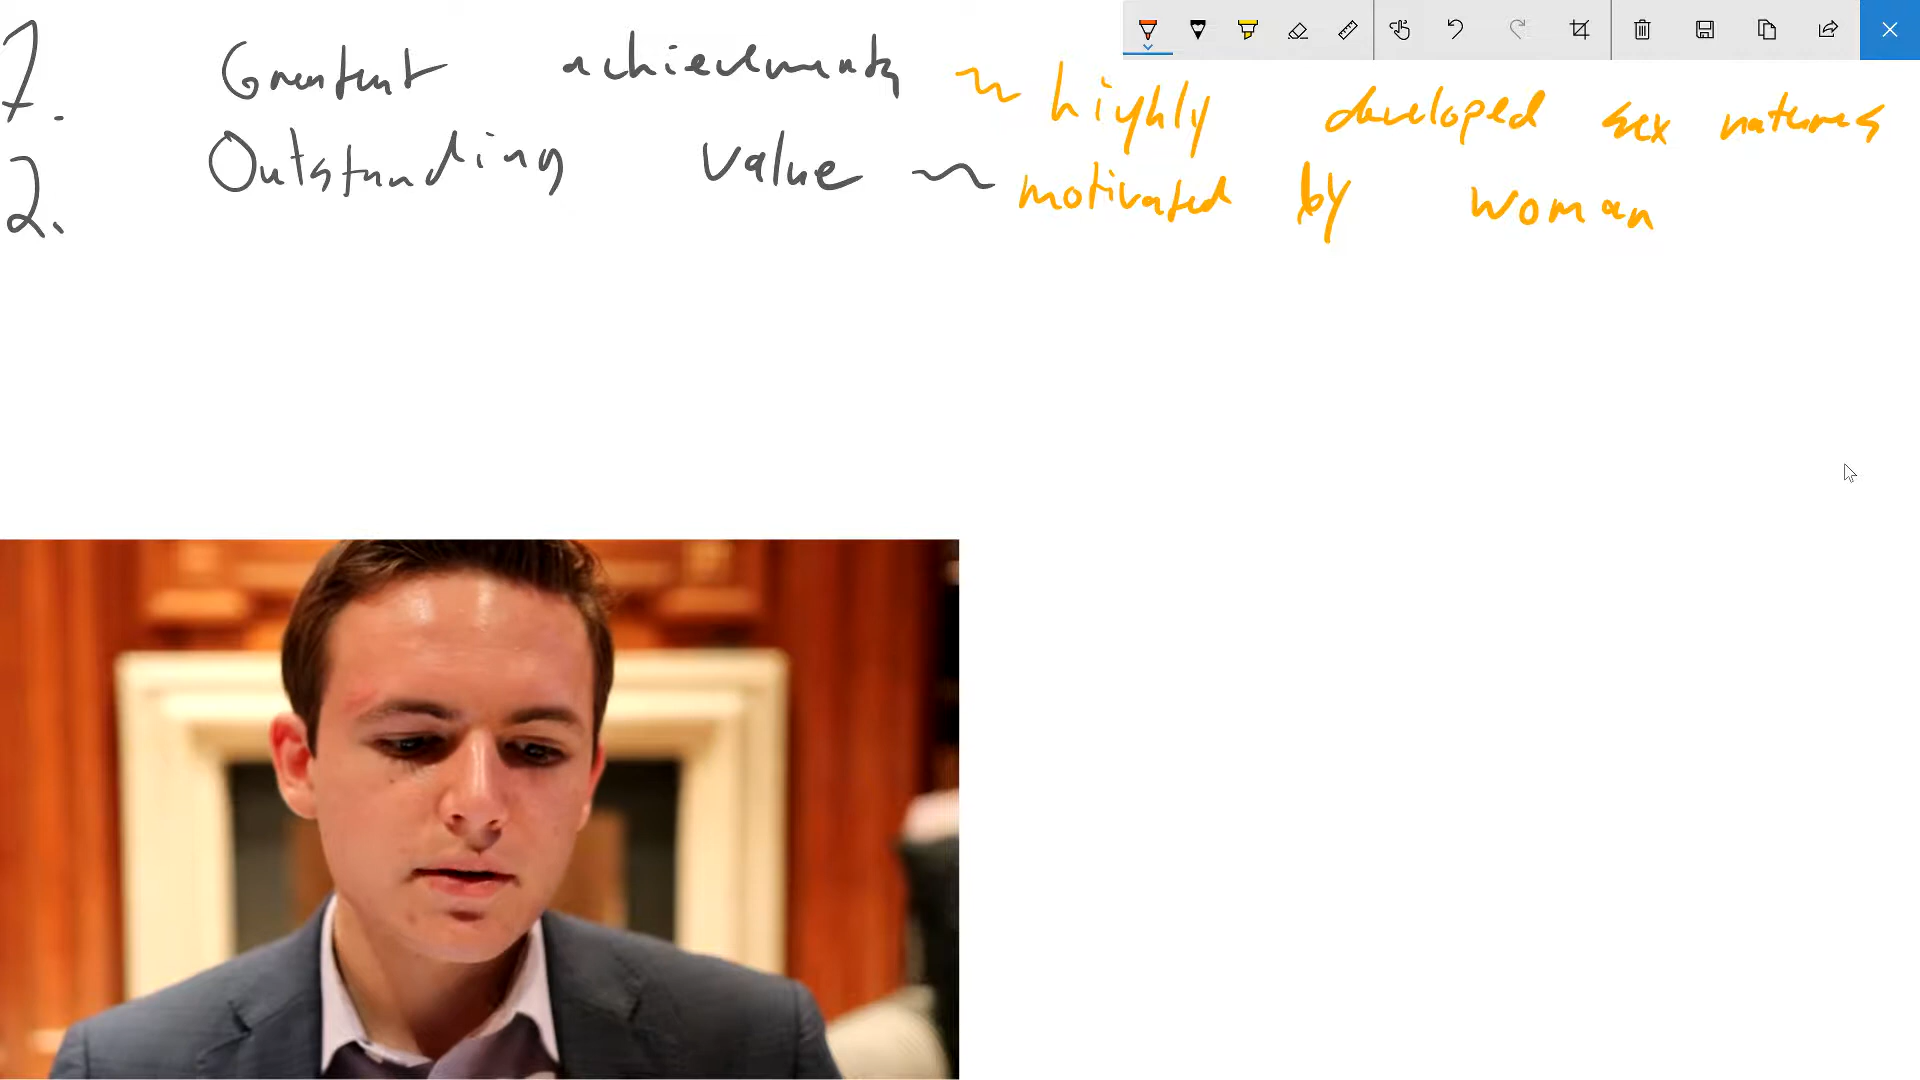 1. Greatest achievements ~ highly developed sex natures
2. Outstanding value ~ motivated by woman